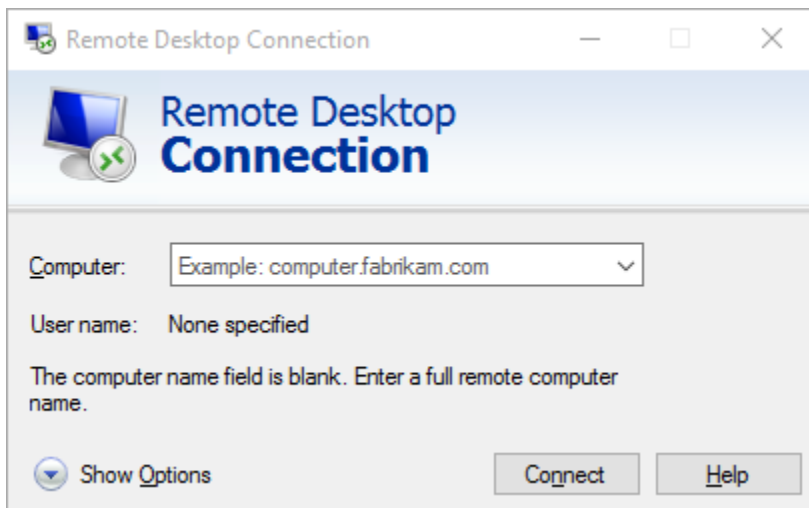 Remote Desktop Connection
Remote Desktop
Connection
Computer: Example: computer.fabrikam.com
User name: None specified
The computer name field is blank. Enter a full remote computer
name.
Show Options Connect Help